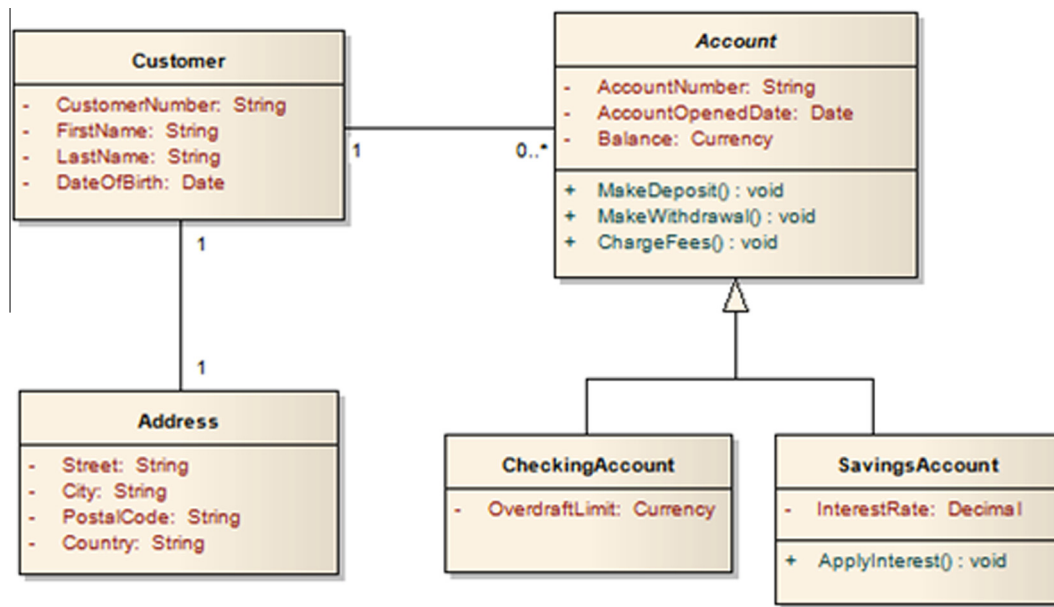 Customer
- CustomerNumber: String
- FirstName: String
- LastName: String
- DateOfBirth: Date
1
0..*
Account
- AccountNumber: String
- AccountOpenedDate: Date
- Balance: Currency
+ MakeDeposit() : void
+ MakeWithdrawal() : void
+ ChargeFees() : void
1
1
Address
- Street: String
- City: String
- PostalCode: String
- Country: String
CheckingAccount
- OverdraftLimit: Currency
SavingsAccount
- InterestRate: Decimal
+ ApplyInterest() : void